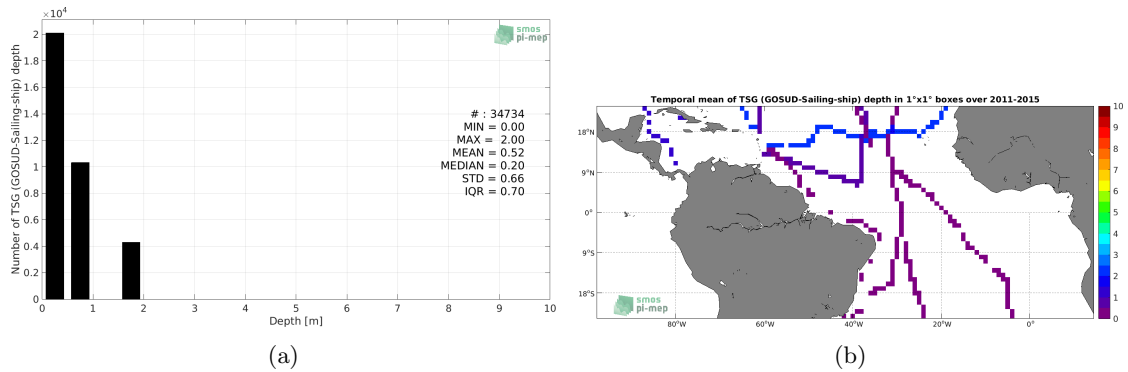 ×10⁴
2
1.8
1.6
1.4
1.2
1
0.8
0.6
0.4
0.2
0
Number of TSG (GOSUD-Sailing-ship) depth
smos
pi-mep
# : 34734
MIN = 0.00
MAX = 2.00
MEAN = 0.52
MEDIAN = 0.20
STD = 0.66
IQR = 0.70
0 1 2 3 4 5 6 7 8 9 10
Depth [m]
(a)
Temporal mean of TSG (GOSUD-Sailing-ship) depth in 1°x1° boxes over 2011-2015
18°N
9°N
0°
9°S
18°S
80°W 60°W 40°W 20°W 0°
smos
pi-mep
10
9
8
7
6
5
4
3
2
1
0
(b)